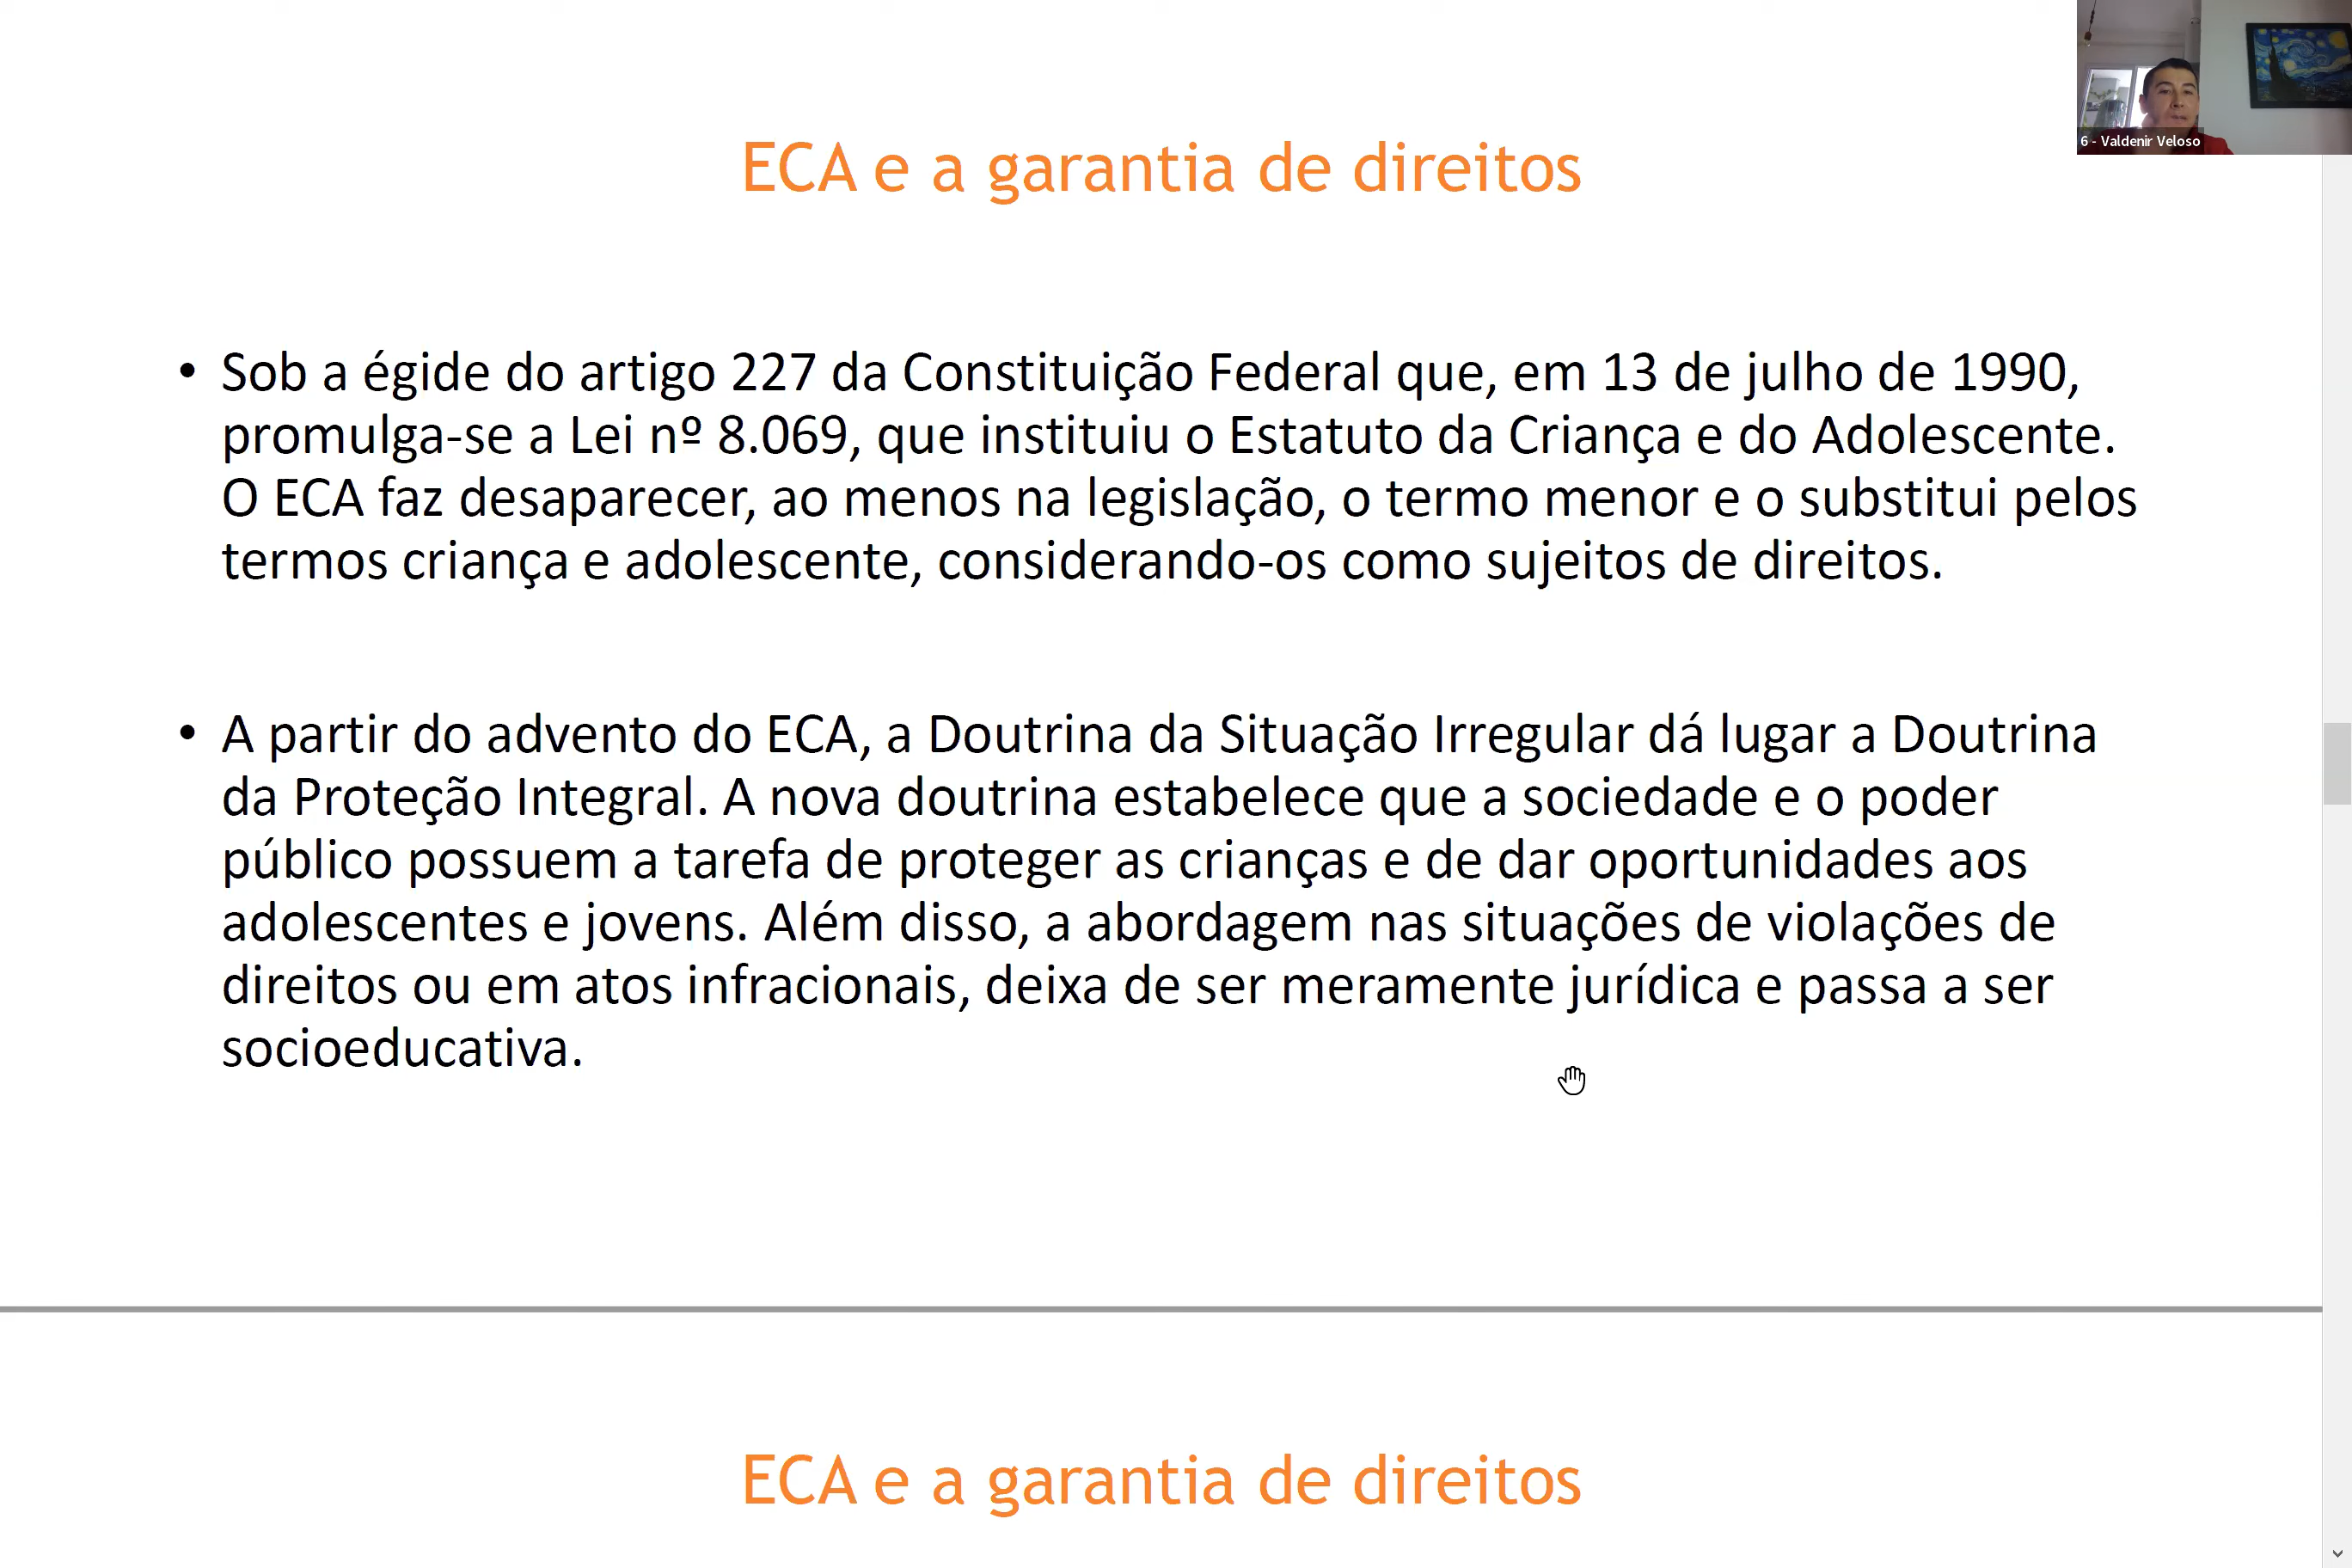 6 - Valdenir Veloso
ECA e a garantia de direitos
• Sob a égide do artigo 227 da Constituição Federal que, em 13 de julho de 1990,
promulga-se a Lei nº 8.069, que instituiu o Estatuto da Criança e do Adolescente.
O ECA faz desaparecer, ao menos na legislação, o termo menor e o substitui pelos
termos criança e adolescente, considerando-os como sujeitos de direitos.
• A partir do advento do ECA, a Doutrina da Situação Irregular dá lugar a Doutrina
da Proteção Integral. A nova doutrina estabelece que a sociedade e o poder
público possuem a tarefa de proteger as crianças e de dar oportunidades aos
adolescentes e jovens. Além disso, a abordagem nas situações de violações de
direitos ou em atos infracionais, deixa de ser meramente jurídica e passa a ser
socioeducativa.
ECA e a garantia de direitos